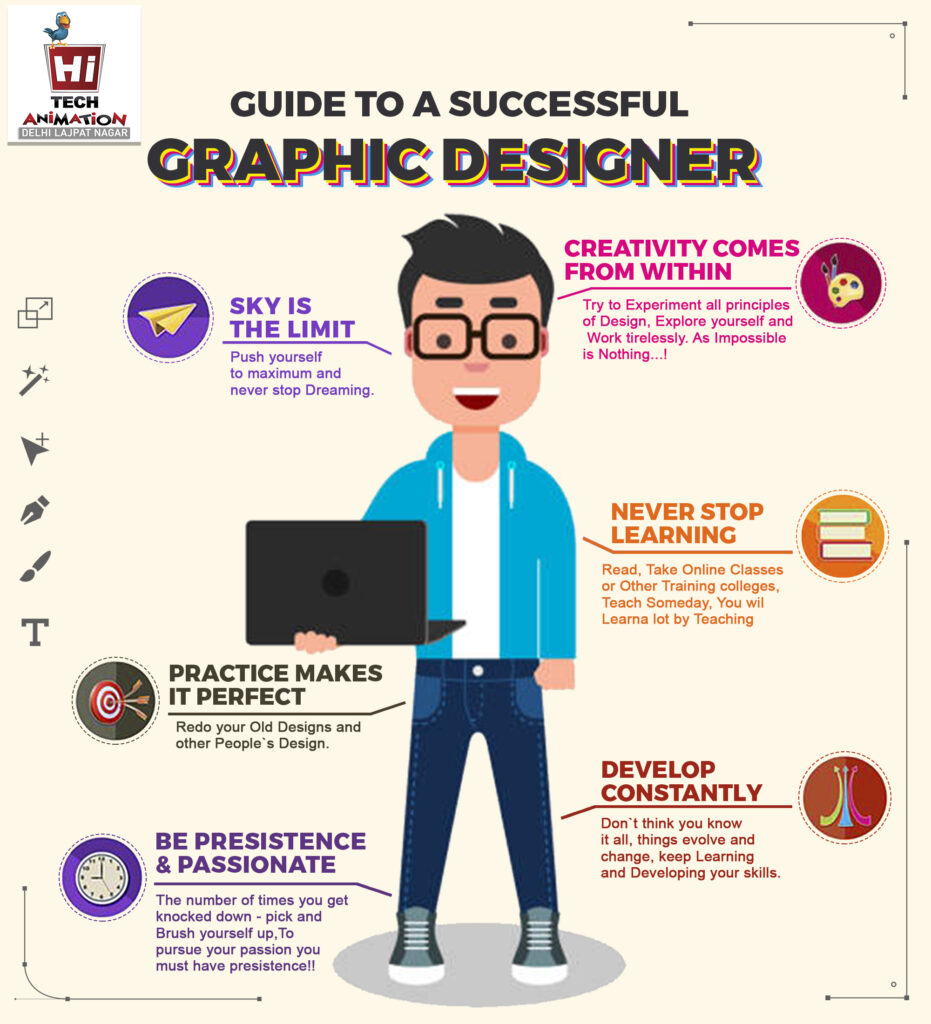 Hi
TECH
ANiMATiON
DELHI LAJPAT NAGAR
GUIDE TO A SUCCESSFUL
GRAPHIC DESIGNER
CREATIVITY COMES
FROM WITHIN
Try to Experiment all principles
of Design, Explore yourself and
Work tirelessly. As Impossible
is Nothing...!
SKY IS
THE LIMIT
Push yourself
to maximum and
never stop Dreaming.
NEVER STOP
LEARNING
Read, Take Online Classes
or Other Training colleges,
Teach Someday, You wil
Learna lot by Teaching
T
PRACTICE MAKES
IT PERFECT
Redo your Old Designs and
other People`s Design.
DEVELOP
CONSTANTLY
Don`t think you know
it all, things evolve and
change, keep Learning
and Developing your skills.
BE PRESISTENCE
& PASSIONATE
The number of times you get
knocked down - pick and
Brush yourself up,To
pursue your passion you
must have presistence!!